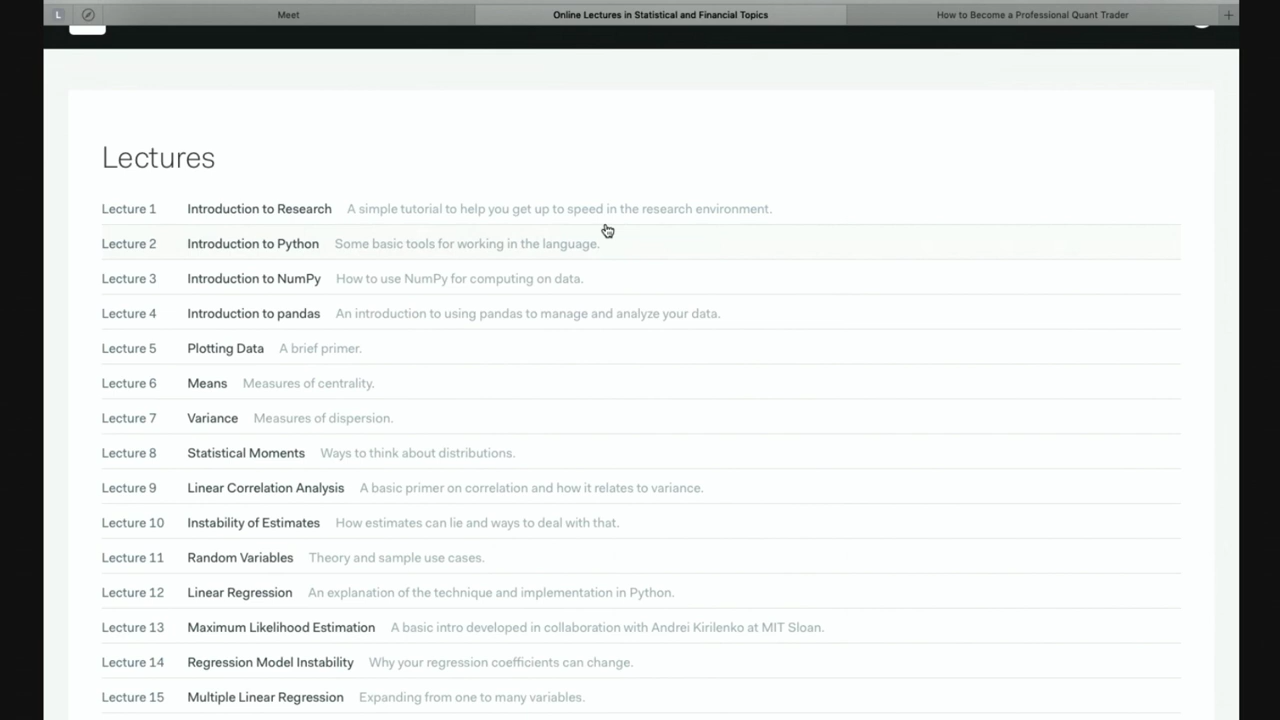 L Meet Online Lectures in Statistical and Financial Topics How to Become a Professional Quant Trader +
Lectures
Lecture 1 Introduction to Research A simple tutorial to help you get up to speed in the research environment.
Lecture 2 Introduction to Python Some basic tools for working in the language.
Lecture 3 Introduction to NumPy How to use NumPy for computing on data.
Lecture 4 Introduction to pandas An introduction to using pandas to manage and analyze your data.
Lecture 5 Plotting Data A brief primer.
Lecture 6 Means Measures of centrality.
Lecture 7 Variance Measures of dispersion.
Lecture 8 Statistical Moments Ways to think about distributions.
Lecture 9 Linear Correlation Analysis A basic primer on correlation and how it relates to variance.
Lecture 10 Instability of Estimates How estimates can lie and ways to deal with that.
Lecture 11 Random Variables Theory and sample use cases.
Lecture 12 Linear Regression An explanation of the technique and implementation in Python.
Lecture 13 Maximum Likelihood Estimation A basic intro developed in collaboration with Andrei Kirilenko at MIT Sloan.
Lecture 14 Regression Model Instability Why your regression coefficients can change.
Lecture 15 Multiple Linear Regression Expanding from one to many variables.